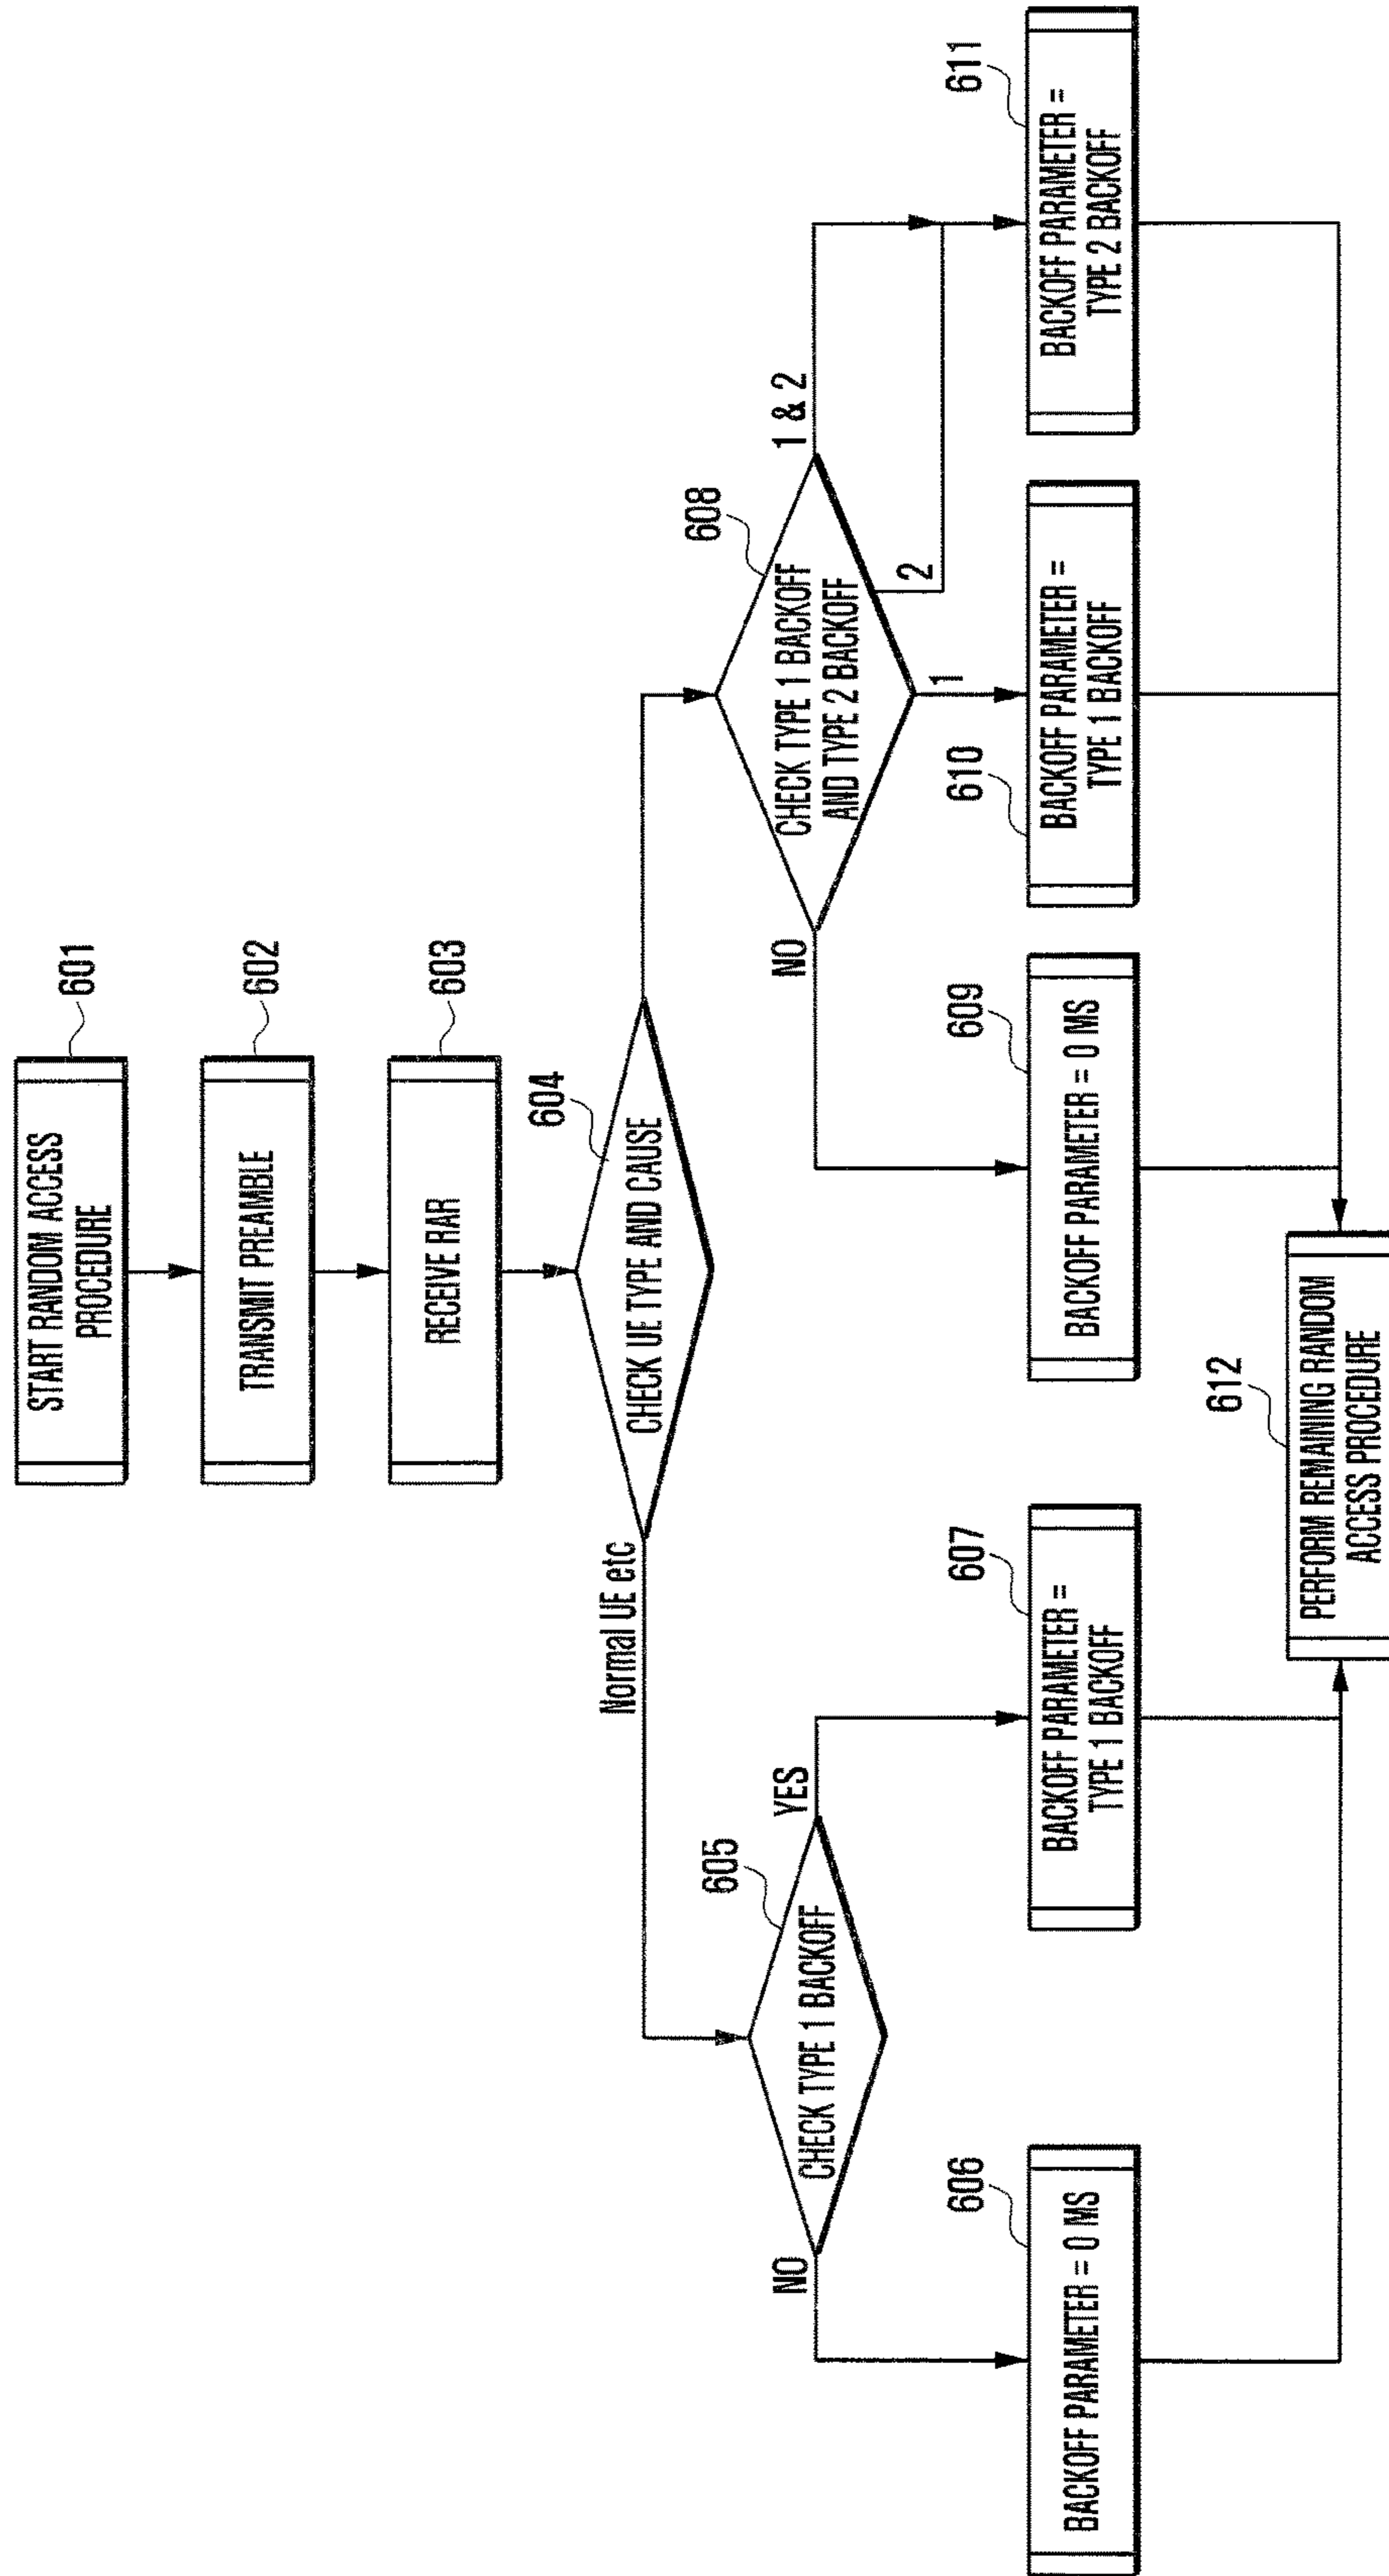 601
START RANDOM ACCESS
PROCEDURE
602
TRANSMIT PREAMBLE
603
RECEIVE RAR
604
CHECK UE TYPE AND CAUSE
Normal UE etc
605
CHECK TYPE 1 BACKOFF
NO
YES
606
BACKOFF PARAMETER = 0 MS
607
BACKOFF PARAMETER =
TYPE 1 BACKOFF
608
CHECK TYPE 1 BACKOFF
AND TYPE 2 BACKOFF
NO
1
2
1 & 2
609
BACKOFF PARAMETER = 0 MS
610
BACKOFF PARAMETER =
TYPE 1 BACKOFF
611
BACKOFF PARAMETER =
TYPE 2 BACKOFF
612
PERFORM REMAINING RANDOM
ACCESS PROCEDURE